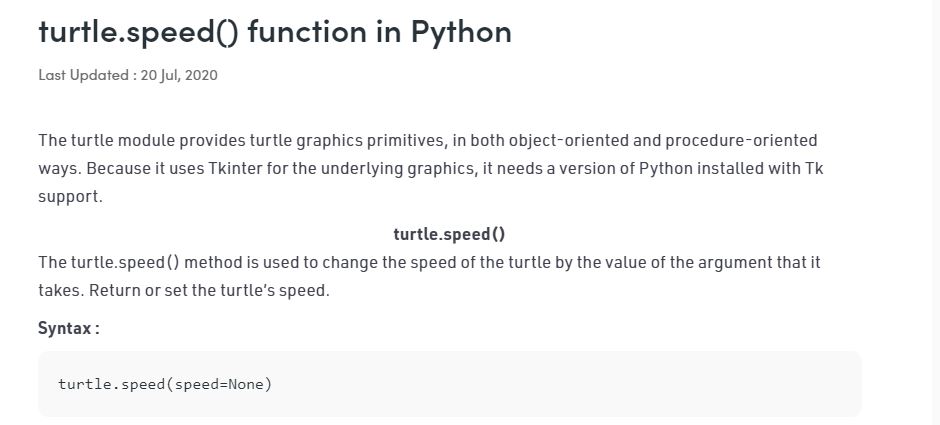 turtle.speed() function in Python
Last Updated : 20 Jul, 2020
The turtle module provides turtle graphics primitives, in both object-oriented and procedure-oriented
ways. Because it uses Tkinter for the underlying graphics, it needs a version of Python installed with Tk
support.
turtle.speed()
The turtle.speed() method is used to change the speed of the turtle by the value of the argument that it
takes. Return or set the turtle’s speed.
Syntax :
turtle.speed(speed=None)